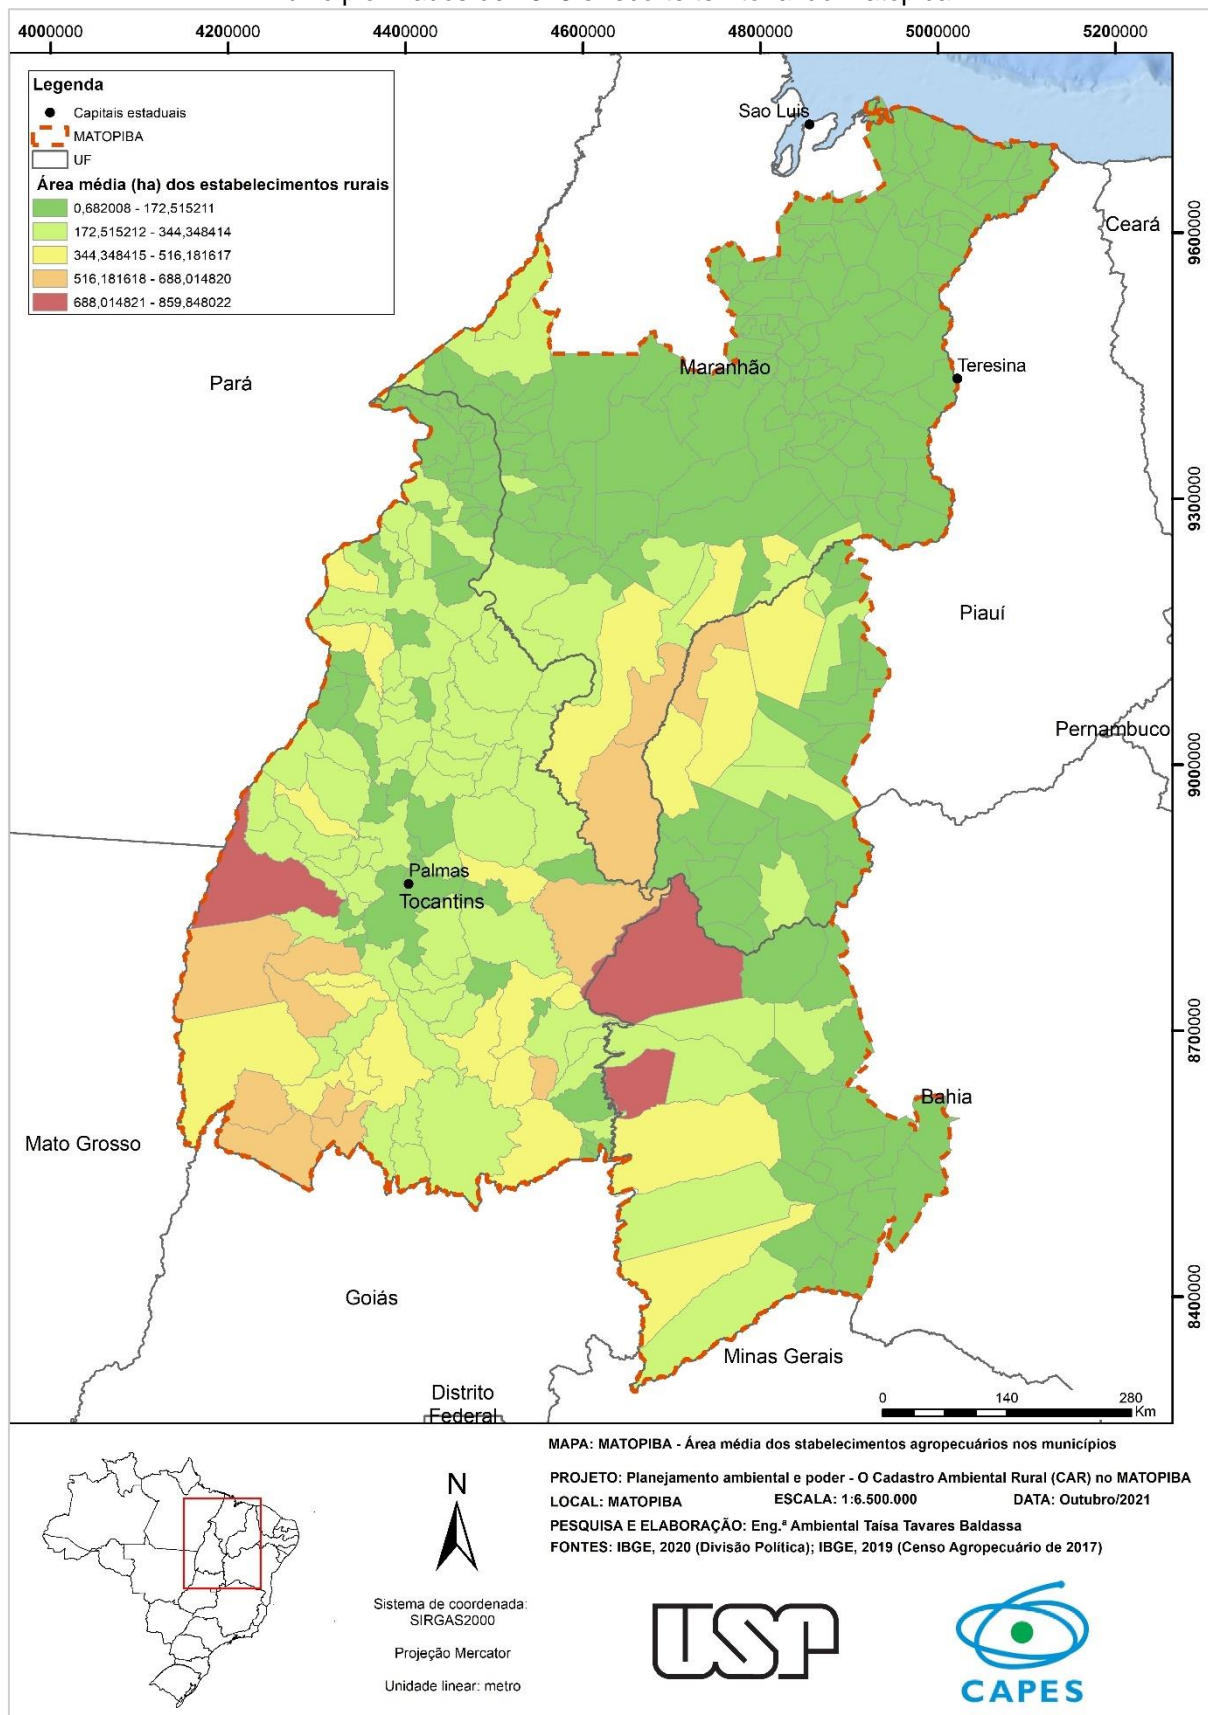 4000000 4200000 4400000 4600000 4800000 5000000 5200000
Legenda
Capitais estaduais
MATOPIBA
UF
Área média (ha) dos estabelecimentos rurais
0,682008 - 172,515211
172,515212 - 344,348414
344,348415 - 516,181617
516,181618 - 688,014820
688,014821 - 859,848022
Sao Luis
Ceará
9600000
Maranhão
Teresina
Pará
9300000
Piauí
Pernambuco
9000000
Palmas
Tocantins
8700000
Bahia
Mato Grosso
Goiás
8400000
Minas Gerais
Distrito
Federal
0 140 280
Km
MAPA: MATOPIBA - Área média dos stabelecimentos agropecuários nos municípios
PROJETO: Planejamento ambiental e poder - O Cadastro Ambiental Rural (CAR) no MATOPIBA
LOCAL: MATOPIBA ESCALA: 1:6.500.000 DATA: Outubro/2021
PESQUISA E ELABORAÇÃO: Eng.ª Ambiental Taísa Tavares Baldassa
FONTES: IBGE, 2020 (Divisão Política); IBGE, 2019 (Censo Agropecuário de 2017)
N
Sistema de coordenada:
SIRGAS2000
Projeção Mercator
Unidade linear: metro
USP
CAPES